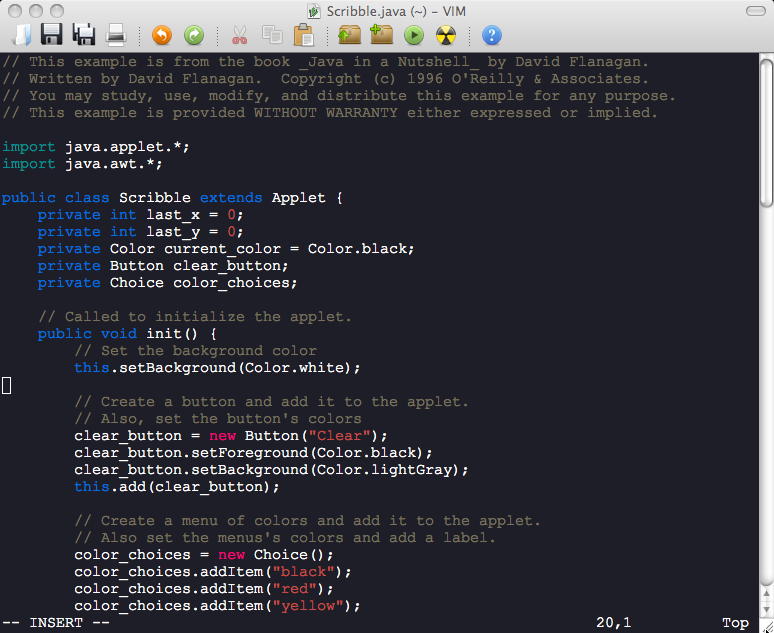 Scribble.java (~) – VIM
// This example is from the book _Java in a Nutshell_ by David Flanagan.
// Written by David Flanagan.  Copyright (c) 1996 O'Reilly & Associates.
// You may study, use, modify, and distribute this example for any purpose.
// This example is provided WITHOUT WARRANTY either expressed or implied.

import java.applet.*;
import java.awt.*;

public class Scribble extends Applet {
    private int last_x = 0;
    private int last_y = 0;
    private Color current_color = Color.black;
    private Button clear_button;
    private Choice color_choices;

    // Called to initialize the applet.
    public void init() {
        // Set the background color
        this.setBackground(Color.white);

        // Create a button and add it to the applet.
        // Also, set the button's colors
        clear_button = new Button("Clear");
        clear_button.setForeground(Color.black);
        clear_button.setBackground(Color.lightGray);
        this.add(clear_button);

        // Create a menu of colors and add it to the applet.
        // Also set the menus's colors and add a label.
        color_choices = new Choice();
        color_choices.addItem("black");
        color_choices.addItem("red");
        color_choices.addItem("yellow");
-- INSERT -- 20,1 Top